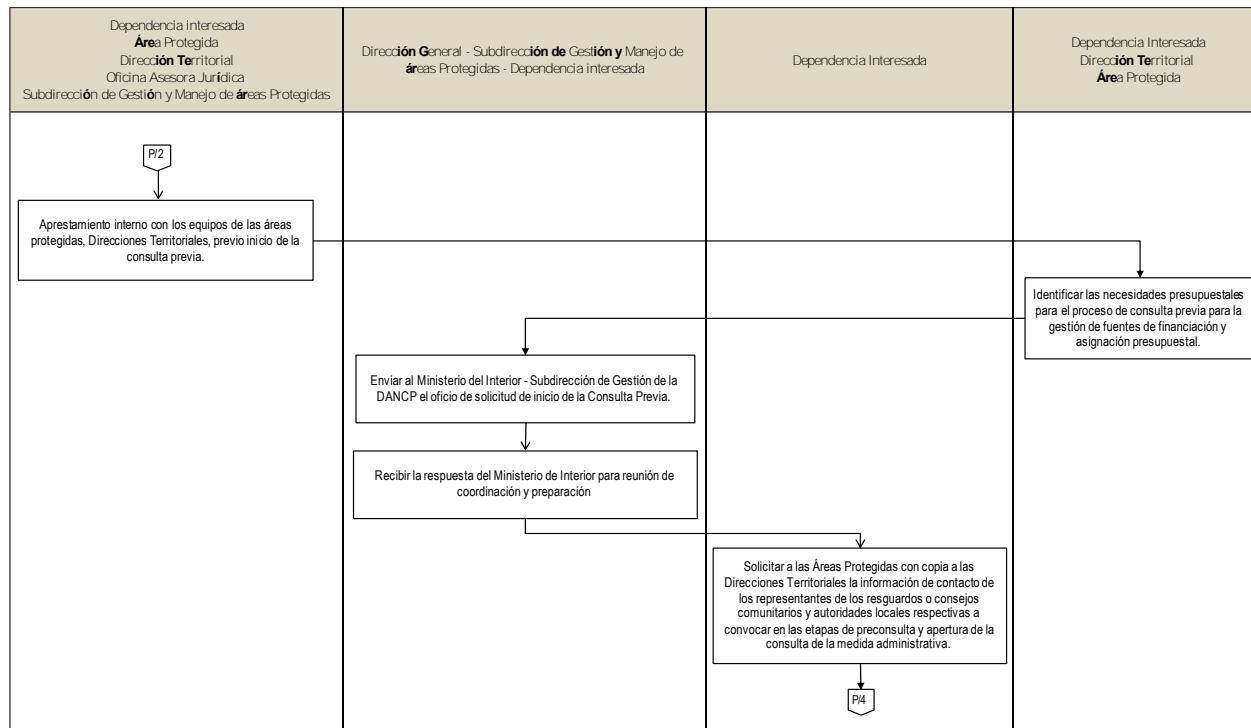 Dependencia interesada
Área Protegida
Dirección Territorial
Oficina Asesora Jurídica
Subdirección de Gestión y Manejo de áreas Protegidas
Dirección General - Subdirección de Gestión y Manejo de
áreas Protegidas - Dependencia interesada
Dependencia Interesada
Dependencia Interesada
Dirección Territorial
Área Protegida
P/2
Aprestamiento interno con los equipos de las áreas
protegidas, Direcciones Territoriales, previo inicio de la
consulta previa.
Identificar las necesidades presupuestales
para el proceso de consulta previa para la
gestión de fuentes de financiación y
asignación presupuestal.
Enviar al Ministerio del Interior - Subdirección de Gestión de la
DANCP el oficio de solicitud de inicio de la Consulta Previa.
Recibir la respuesta del Ministerio de Interior para reunión de
coordinación y preparación
Solicitar a las Áreas Protegidas con copia a las
Direcciones Territoriales la información de contacto de
los representantes de los resguardos o consejos
comunitarios y autoridades locales respectivas a
convocar en las etapas de preconsulta y apertura de la
consulta de la medida administrativa.
P/4